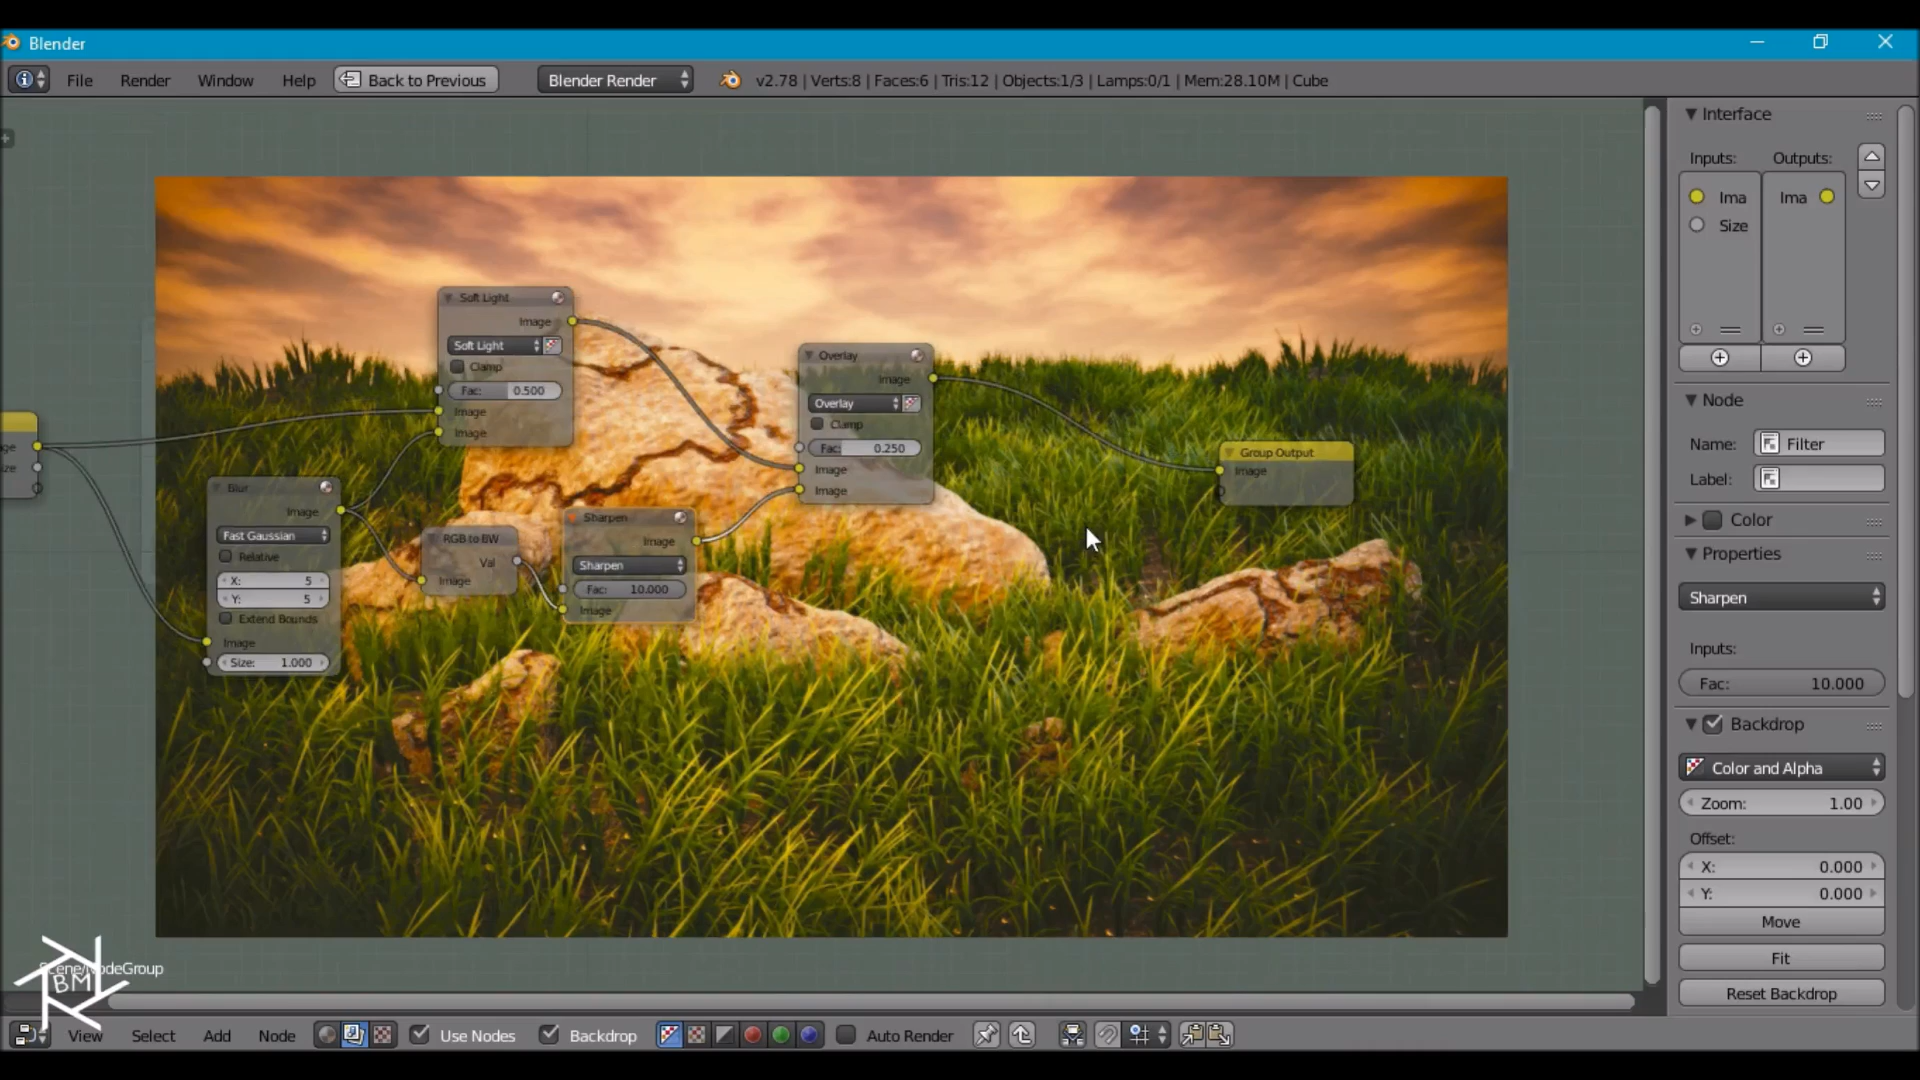 Blender
File Render Window Help Back to Previous Blender Render v2.78 | Verts:8 | Faces:6 | Tris:12 | Objects:1/3 | Lamps:0/1 | Mem:28.10M | Cube
Interface
Inputs: Outputs:
Ima Ima
Size
Node
Name: Filter
Label:
Color
Properties
Sharpen
Inputs:
Fac: 10.000
Backdrop
Color and Alpha
Zoom: 1.00
Offset:
X: 0.000
Y: 0.000
Move
Fit
Reset Backdrop
Soft Light
Image
Soft Light
Clamp
Fac: 0.500
Image
Image
Overlay
Image
Overlay
Clamp
Fac: 0.250
Image
Image
Group Output
Image
Blur
Image
Fast Gaussian
Relative
X: 5
Y: 5
Extend Bounds
Image
Size: 1.000
RGB to BW
Val
Image
Sharpen
Image
Sharpen
Fac: 10.000
Image
BM
View Select Add Node Use Nodes Backdrop Auto Render